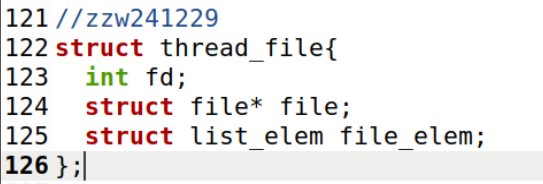 121 //zzw241229
122 struct thread_file{
123   int fd;
124   struct file* file;
125   struct list_elem file_elem;
126 };